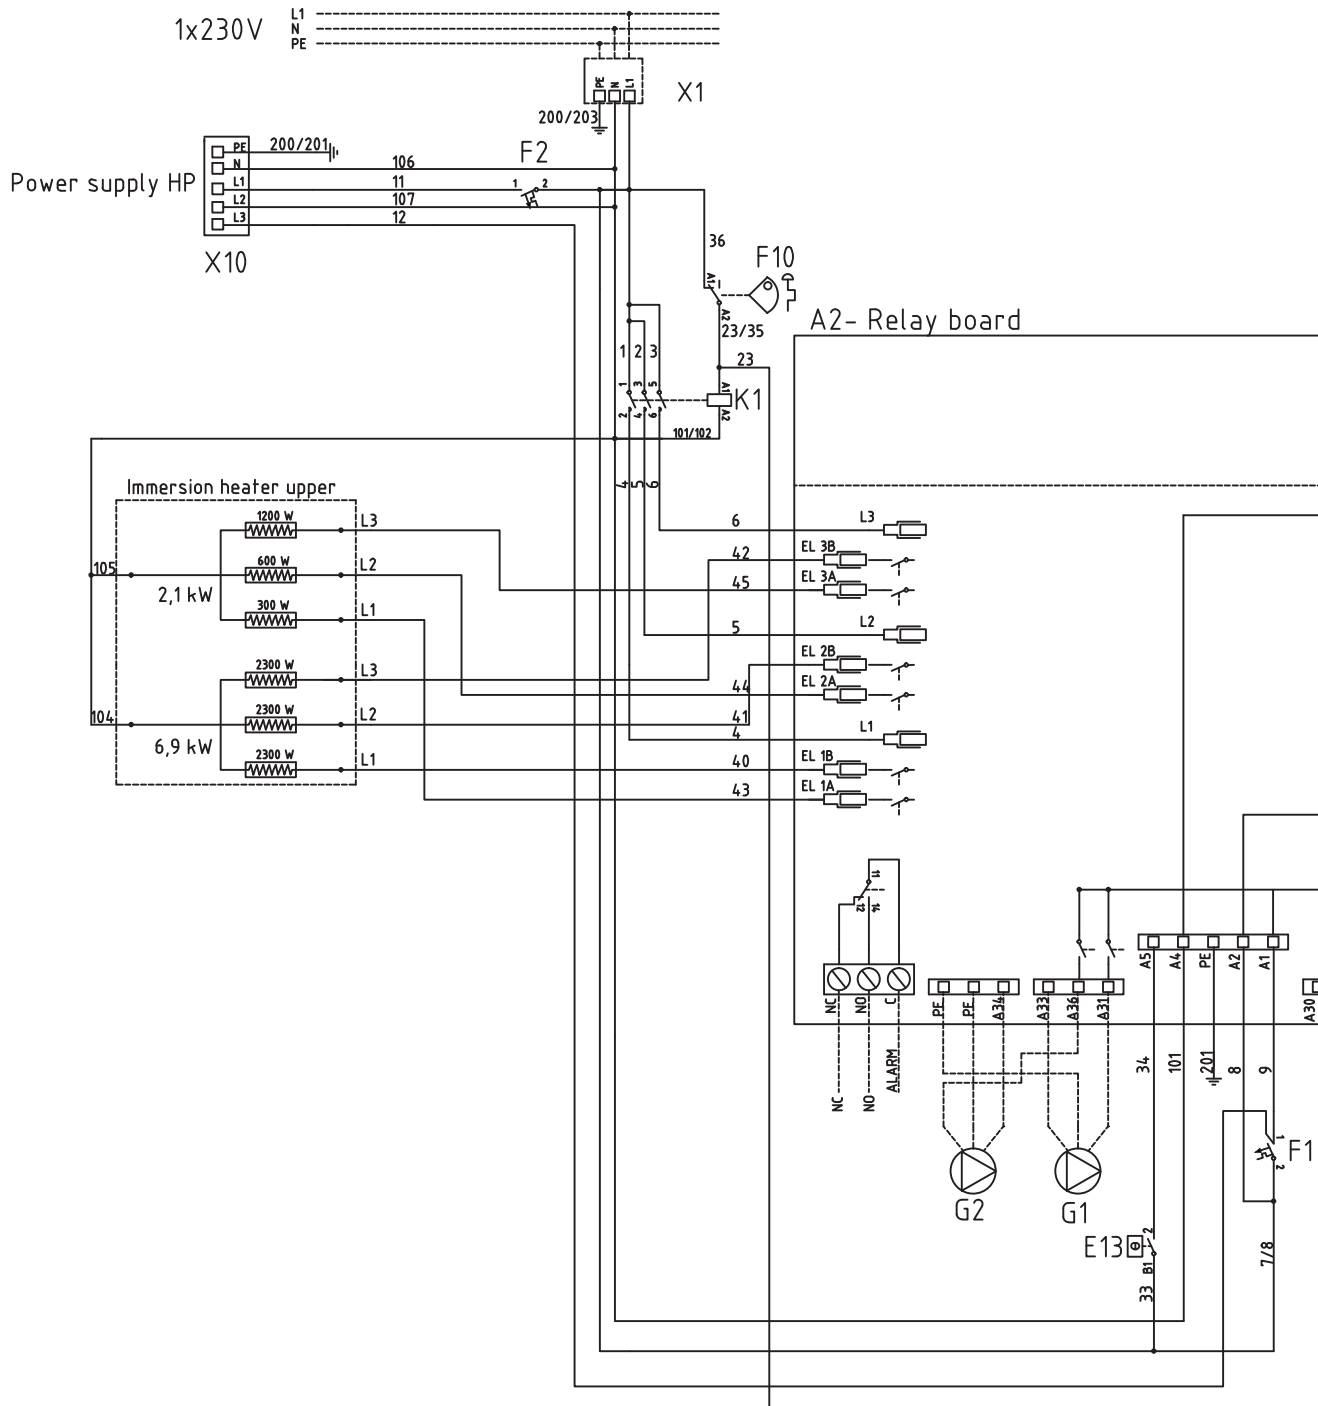 L1
1x230V N
PE
PE N L1
X1
200/203
PE 200/201 F2
N 106
Power supply HP L1 11 1 2
L2 107
L3 12
X10
36
F10
A1
A2
A2- Relay board
23/35
1 2 3 23
1 3 5 A1
K1
2 4 6 A2
101/102
4 5 6
Immersion heater upper
1200 W L3 6 L3
42 EL 3B
105 600 W L2
2,1 kW 45 EL 3A
300 W L1
5 L2
2300 W L3 EL 2B
44 EL 2A
104 2300 W L2 41
6,9 kW 4 L1
2300 W L1 40 EL 1B
43 EL 1A
11
12 14
A5 A4 PE A2 A1
NC NO C PE PE A34 A33 A36 A31 A30
34 101 201 8 9
NC NO ALARM
1
F1
2
G2 G1
2
E13
B1
7/8
33